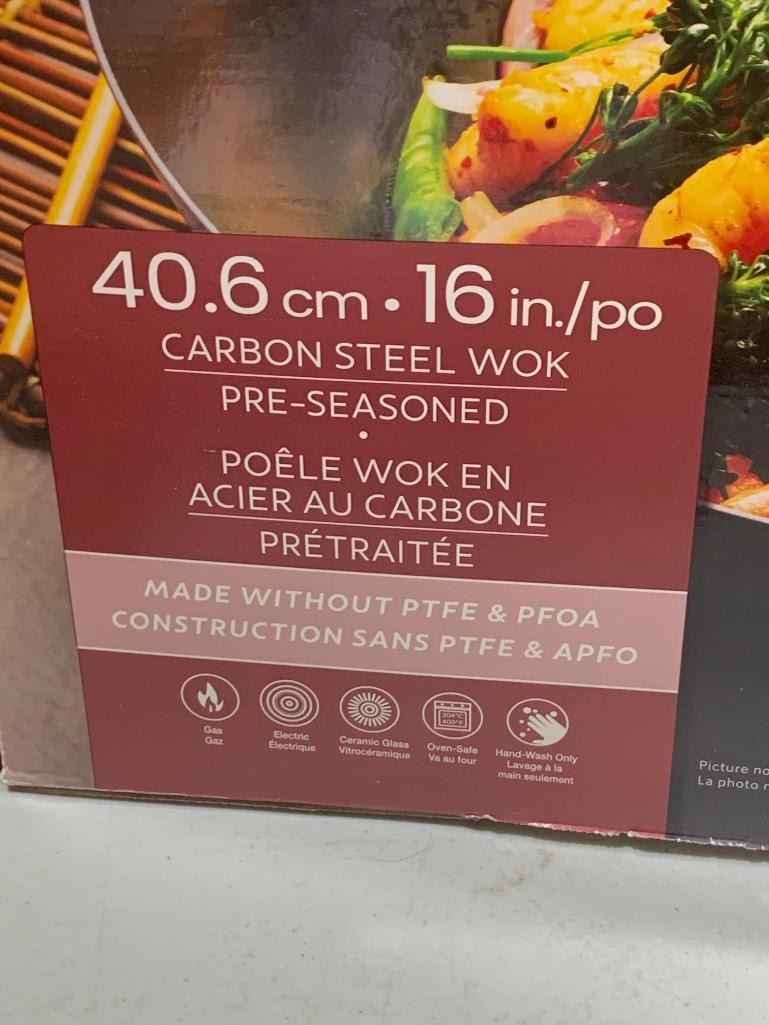 40.6 cm • 16 in./po
CARBON STEEL WOK
PRE-SEASONED
•
POÊLE WOK EN
ACIER AU CARBONE
PRÉTRAITÉE
MADE WITHOUT PTFE & PFOA
CONSTRUCTION SANS PTFE & APFO
Gas
Gaz
Electric
Électrique
Ceramic Glass
Vitrocéramique
204°C
400°F
Oven-Safe
Va au four
Hand-Wash Only
Lavage à la
main seulement
Picture
La photo